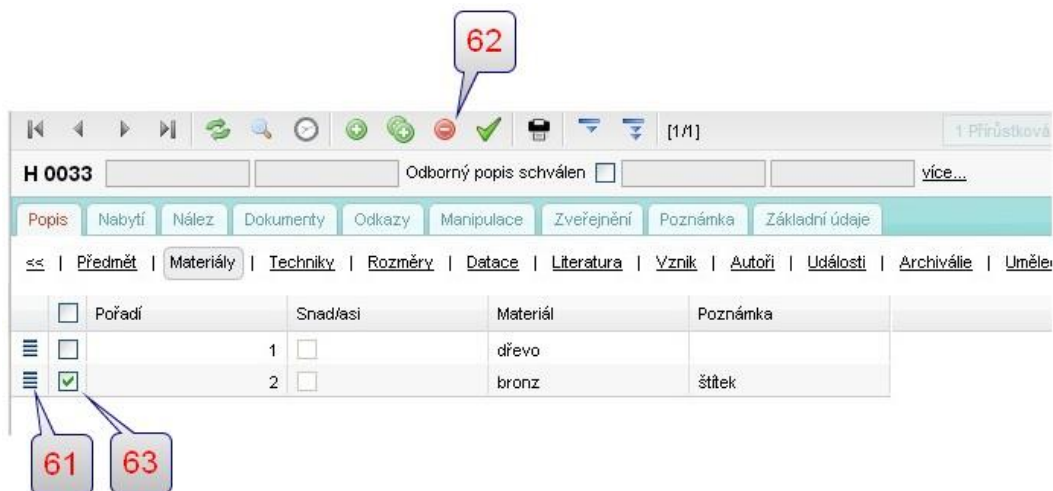 62
[1/1] 1 Přírůstková
H 0033 Odborný popis schválen více...
Popis Nabytí Nález Dokumenty Odkazy Manipulace Zveřejnění Poznámka Základní údaje
<< | Předmět | Materiály | Techniky | Rozměry | Datace | Literatura | Vznik | Autoři | Události | Archiválie | Uměle
Pořadí Snad/asi Materiál Poznámka
1 dřevo
2 bronz štítek
61 63